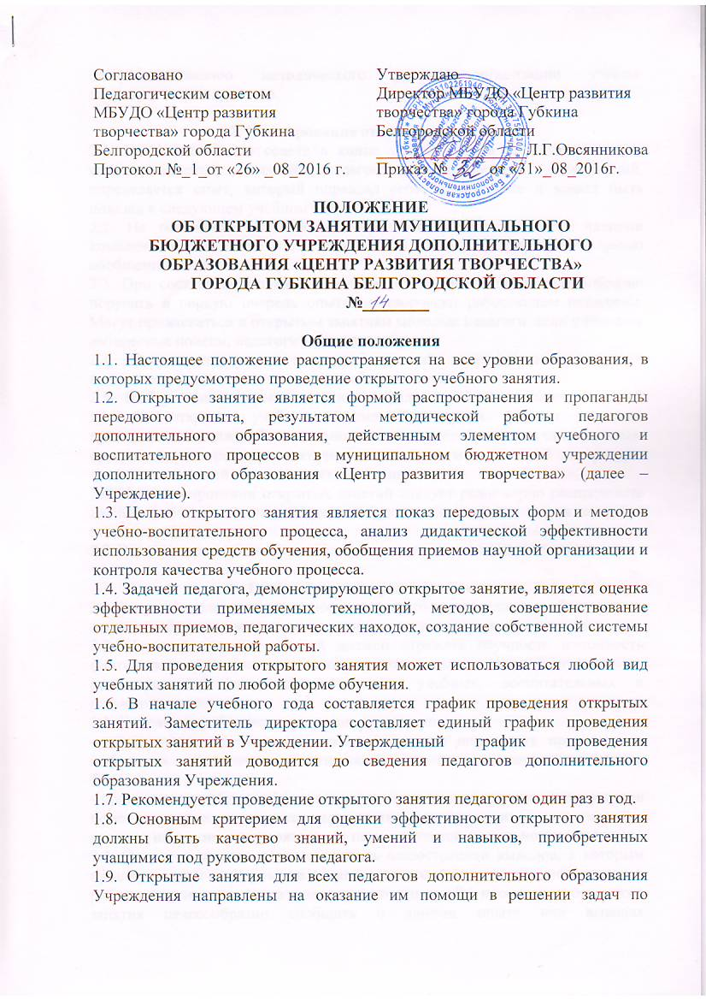 Согласовано
Педагогическим советом
МБУДО «Центр развития
творчества» города Губкина
Белгородской области
Протокол №_1_от «26» _08_2016 г.
Утверждаю
Директор МБУДО «Центр развития
творчества» города Губкина
Белгородской области
Л.Г.Овсянникова
Приказ № 32 от «31»_08_2016г.
ПОЛОЖЕНИЕ
ОБ ОТКРЫТОМ ЗАНЯТИИ МУНИЦИПАЛЬНОГО
БЮДЖЕТНОГО УЧРЕЖДЕНИЯ ДОПОЛНИТЕЛЬНОГО
ОБРАЗОВАНИЯ «ЦЕНТР РАЗВИТИЯ ТВОРЧЕСТВА»
ГОРОДА ГУБКИНА БЕЛГОРОДСКОЙ ОБЛАСТИ
№ 14
Общие положения
1.1. Настоящее положение распространяется на все уровни образования, в
которых предусмотрено проведение открытого учебного занятия.
1.2. Открытое занятие является формой распространения и пропаганды
передового опыта, результатом методической работы педагогов
дополнительного образования, действенным элементом учебного и
воспитательного процессов в муниципальном бюджетном учреждении
дополнительного образования «Центр развития творчества» (далее –
Учреждение).
1.3. Целью открытого занятия является показ передовых форм и методов
учебно-воспитательного процесса, анализ дидактической эффективности
использования средств обучения, обобщения приемов научной организации и
контроля качества учебного процесса.
1.4. Задачей педагога, демонстрирующего открытое занятие, является оценка
эффективности применяемых технологий, методов, совершенствование
отдельных приемов, педагогических находок, создание собственной системы
учебно-воспитательной работы.
1.5. Для проведения открытого занятия может использоваться любой вид
учебных занятий по любой форме обучения.
1.6. В начале учебного года составляется график проведения открытых
занятий. Заместитель директора составляет единый график проведения
открытых занятий в Учреждении. Утвержденный график проведения
открытых занятий доводится до сведения педагогов дополнительного
образования Учреждения.
1.7. Рекомендуется проведение открытого занятия педагогом один раз в год.
1.8. Основным критерием для оценки эффективности открытого занятия
должны быть качество знаний, умений и навыков, приобретенных
учащимися под руководством педагога.
1.9. Открытые занятия для всех педагогов дополнительного образования
Учреждения направлены на оказание им помощи в решении задач по